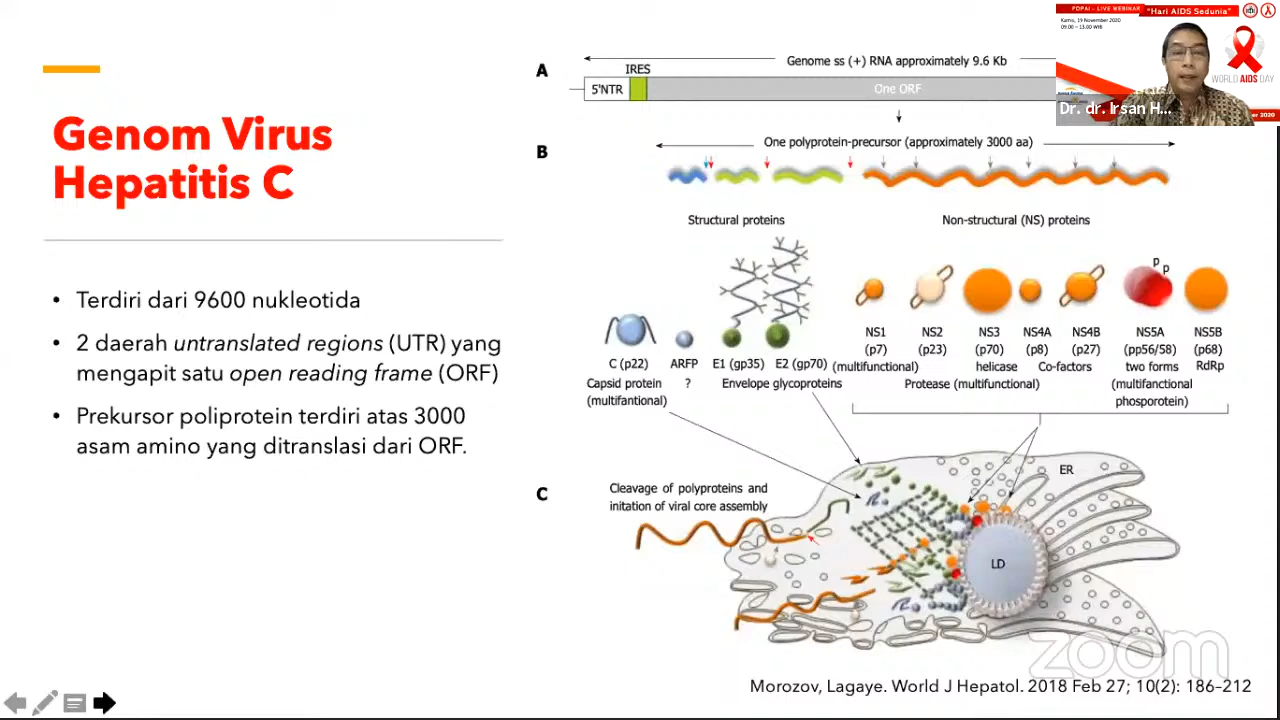 PDPAI - LIVE WEBINAR
"Hari AIDS Sedunia"
Kamis, 19 November 2020
09.00 - 13.00 WIB
WORLD AIDS DAY
Dr. dr. Irsan H...
Genom Virus
Hepatitis C
• Terdiri dari 9600 nukleotida
• 2 daerah untranslated regions (UTR) yang
mengapit satu open reading frame (ORF)
• Prekursor poliprotein terdiri atas 3000
asam amino yang ditranslasi dari ORF.
A
Genome ss (+) RNA approximately 9.6 Kb
IRES
5'NTR
One ORF
B
One polyprotein-precursor (approximately 3000 aa)
Structural proteins
Non-structural (NS) proteins
p
p
C (p22)
Capsid protein
(multifantional)
ARFP
?
E1 (gp35)
E2 (gp70)
Envelope glycoproteins
NS1
(p7)
(multifunctional)
NS2
(p23)
NS3
(p70)
helicase
NS4A
(p8)
NS4B
(p27)
Protease (multifunctional)
Co-factors
NS5A
(pp56/58)
two forms
(multifanctional
phosporotein)
NS5B
(p68)
RdRp
C
Cleavage of polyproteins and
initation of viral core assembly
ER
LD
zoom
Morozov, Lagaye. World J Hepatol. 2018 Feb 27; 10(2): 186–212